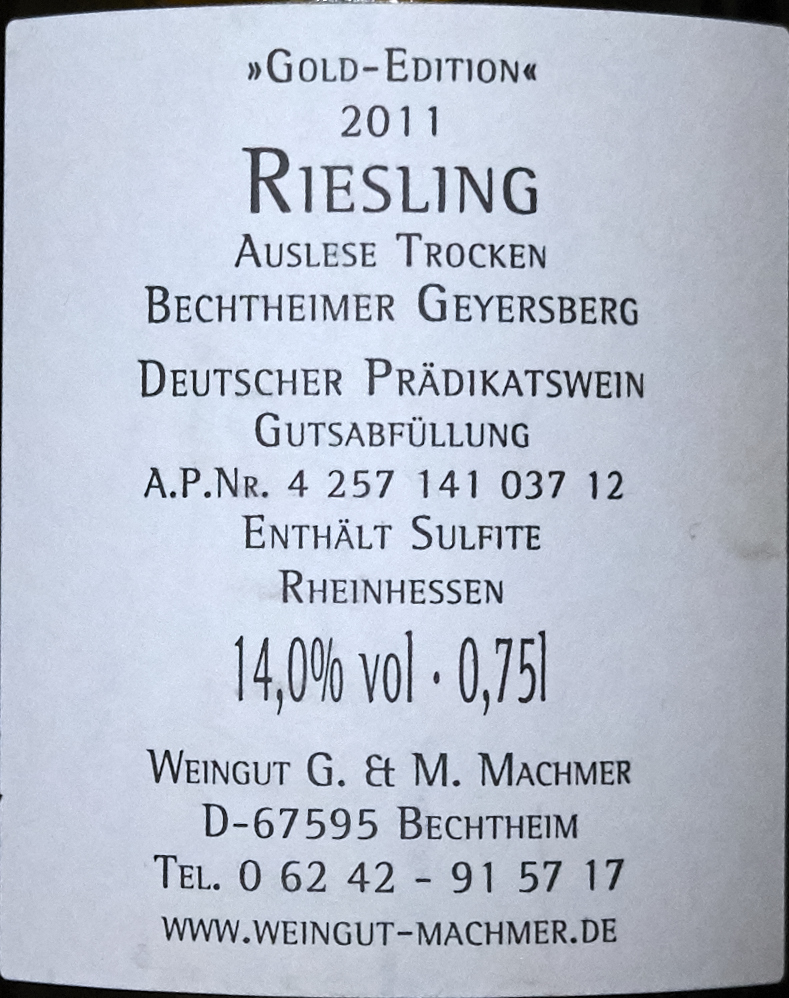 »Gold-Edition«
2011
Riesling
Auslese Trocken
Bechtheimer Geyersberg
Deutscher Prädikatswein
Gutsabfüllung
A.P.Nr. 4 257 141 037 12
Enthält Sulfite
Rheinhessen
14,0% vol · 0,75l
Weingut G. & M. Machmer
D-67595 Bechtheim
Tel. 0 62 42 - 91 57 17
www.weingut-machmer.de